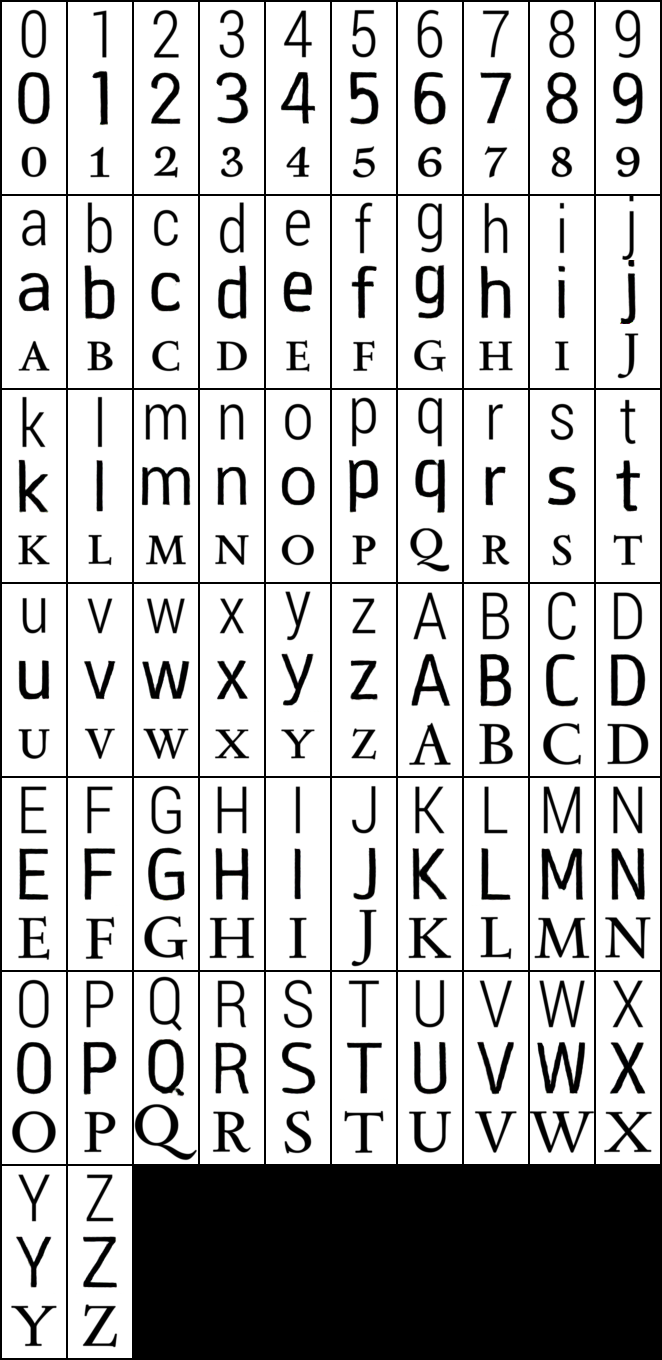 0 1 2 3 4 5 6 7 8 9
0 1 2 3 4 5 6 7 8 9
0 1 2 3 4 5 6 7 8 9
a b c d e f g h i j
a b c d e f g h i j
A B C D E F G H I J
k l m n o p q r s t
k l m n o p q r s t
K L M N O P Q R S T
u v w x y z A B C D
u v w x y z A B C D
U V W X Y Z A B C D
E F G H I J K L M N
E F G H I J K L M N
E F G H I J K L M N
O P Q R S T U V W X
O P Q R S T U V W X
O P Q R S T U V W X
Y Z
Y Z
Y Z